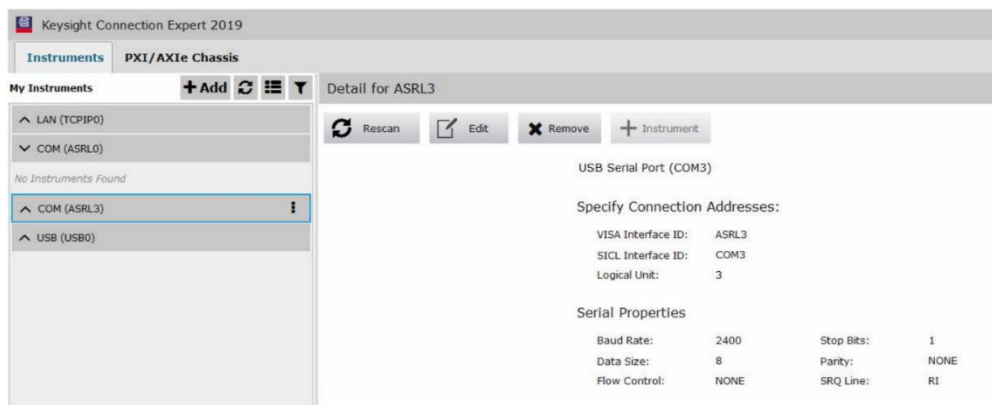 Keysight Connection Expert 2019
Instruments PXI/AXIe Chassis
My Instruments + Add
LAN (TCPIP0)
COM (ASRL0)
No Instruments Found
COM (ASRL3)
USB (USB0)
Detail for ASRL3
Rescan Edit Remove Instrument
USB Serial Port (COM3)
Specify Connection Addresses:
VISA Interface ID: ASRL3
SICL Interface ID: COM3
Logical Unit: 3
Serial Properties
Baud Rate: 2400 Stop Bits: 1
Data Size: 8 Parity: NONE
Flow Control: NONE SRQ Line: RI